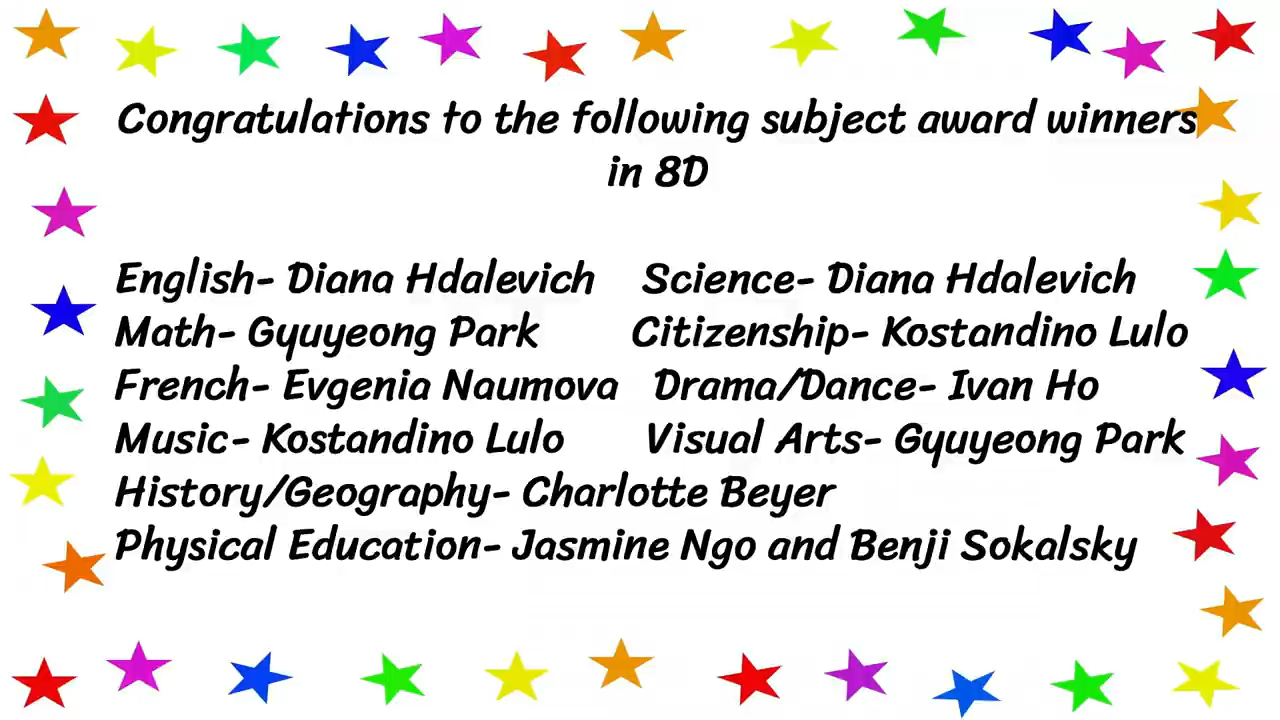 Congratulations to the following subject award winners
in 8D
English- Diana Hdalevich Science- Diana Hdalevich
Math- Gyuyeong Park Citizenship- Kostandino Lulo
French- Evgenia Naumova Drama/Dance- Ivan Ho
Music- Kostandino Lulo Visual Arts- Gyuyeong Park
History/Geography- Charlotte Beyer
Physical Education- Jasmine Ngo and Benji Sokalsky